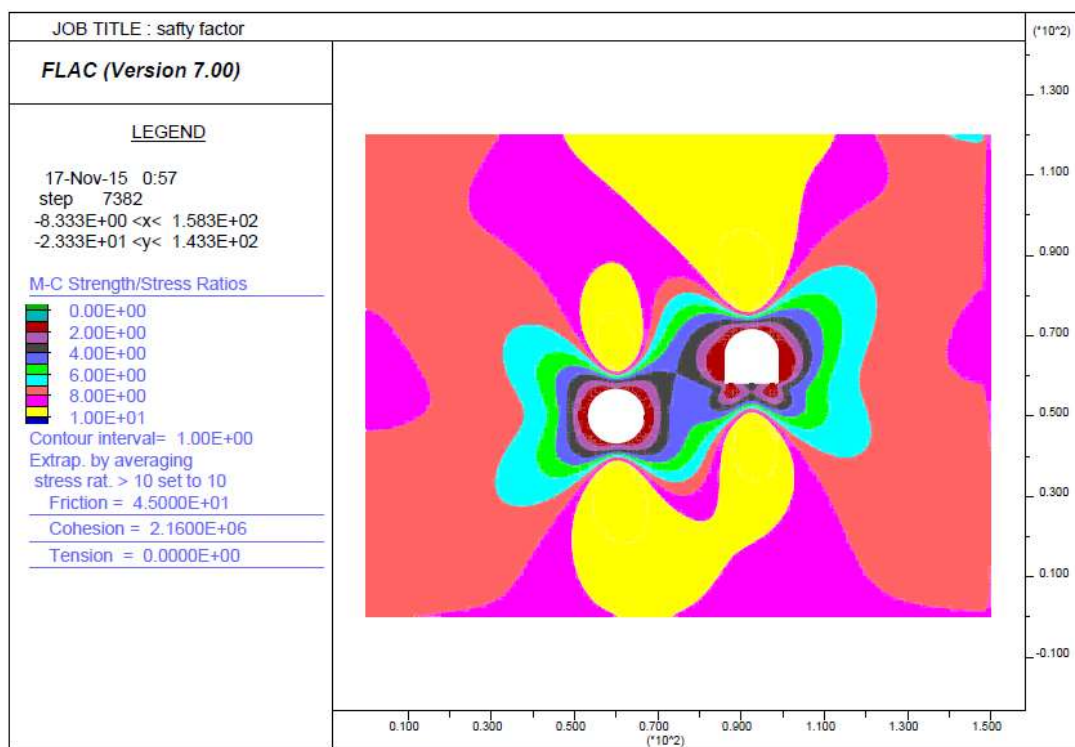 JOB TITLE : safty factor
FLAC (Version 7.00)
LEGEND
17-Nov-15 0:57
step 7382
-8.333E+00 <x< 1.583E+02
-2.333E+01 <y< 1.433E+02
M-C Strength/Stress Ratios
0.00E+00
2.00E+00
4.00E+00
6.00E+00
8.00E+00
1.00E+01
Contour interval= 1.00E+00
Extrap. by averaging
stress rat. > 10 set to 10
Friction = 4.5000E+01
Cohesion = 2.1600E+06
Tension = 0.0000E+00
(*10^2)
1.300
1.100
0.900
0.700
0.500
0.300
0.100
-0.100
0.100 0.300 0.500 0.700 0.900 1.100 1.300 1.500
(*10^2)